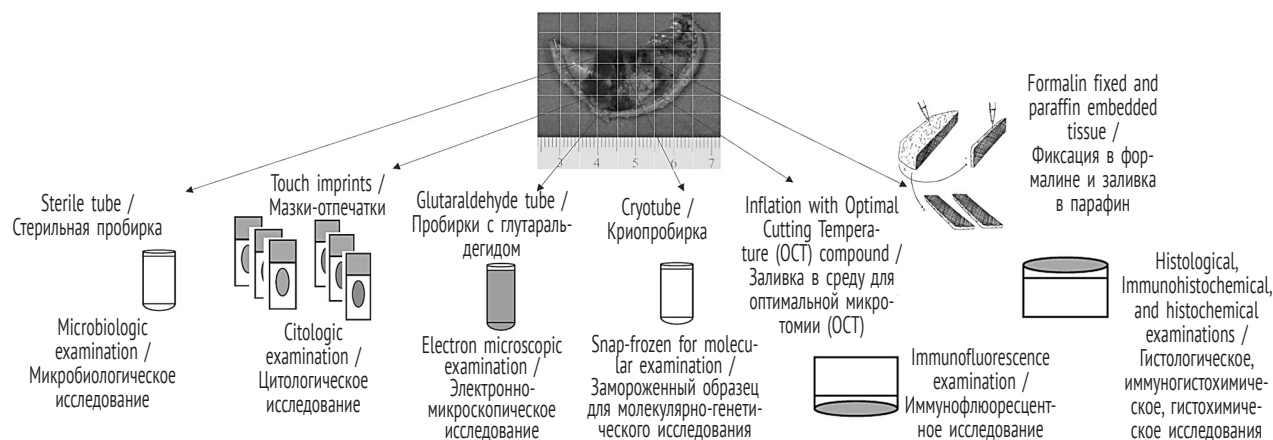 3 4 5 6 7
Sterile tube /
Стерильная пробирка
Microbiologic
examination /
Микробиологическое
исследование
Touch imprints /
Мазки-отпечатки
Citologic
examination /
Цитологическое
исследование
Glutaraldehyde tube /
Пробирки с глутараль-
дегидом
Electron microscopic
examination /
Электронно-
микроскопическое
исследование
Cryotube /
Криопробирка
Snap-frozen for molecu-
lar examination /
Замороженный образец
для молекулярно-генети-
ческого исследования
Inflation with Optimal
Cutting Tempera-
ture (OCT) compound /
Заливка в среду для
оптимальной микро-
томии (OCT)
Immunofluorescence
examination /
Иммунофлюоресцент-
ное исследование
Formalin fixed and
paraffin embedded
tissue /
Фиксация в фор-
малине и заливка
в парафин
Histological,
Immunohistochemical,
and histochemical
examinations /
Гистологическое,
иммуногистохимиче-
ское, гистохимиче-
ское исследования